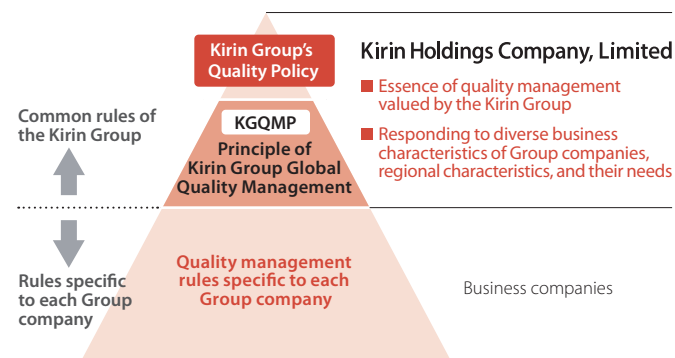 Kirin Group's
Quality Policy
Kirin Holdings Company, Limited
Essence of quality management
valued by the Kirin Group
Responding to diverse business
characteristics of Group companies,
regional characteristics, and their needs
Common rules of
the Kirin Group
KGQMP
Principle of
Kirin Group Global
Quality Management
Rules specific
to each Group
company
Quality management
rules specific to each
Group company
Business companies